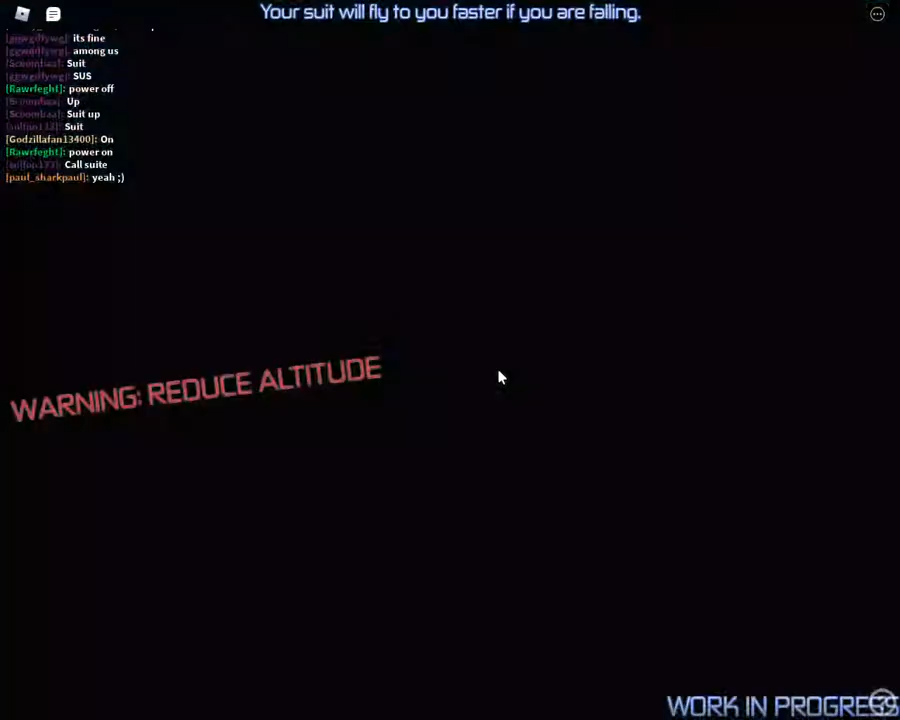 Your suit will fly to you faster if you are falling.
its fine
among us
Suit
SUS
[Rawrfeght]: power off
Up
Suit up
Suit
[Godzillafan13400]: On
[Rawrfeght]: power on
Call suite
[paul_sharkpaul]: yeah ;)
WARNING: REDUCE ALTITUDE
WORK IN PROGRESS